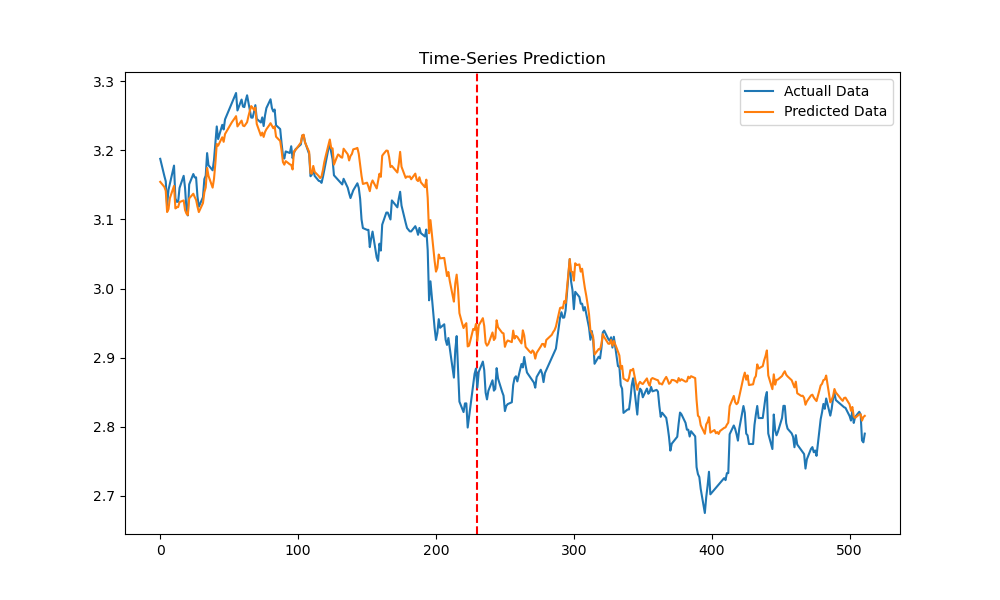 Time-Series Prediction
Actuall Data
Predicted Data
3.3
3.2
3.1
3.0
2.9
2.8
2.7
0 100 200 300 400 500